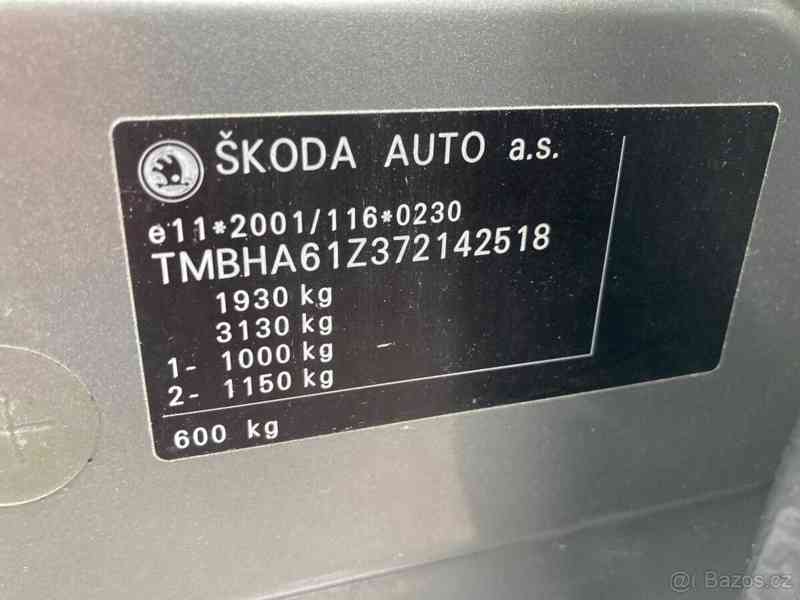 ŠKODA AUTO a.s.
e11*2001/116*0230
TMBHA61Z372142518
1930 kg
3130 kg
1- 1000 kg
2- 1150 kg
600 kg
@ Bazos.cz